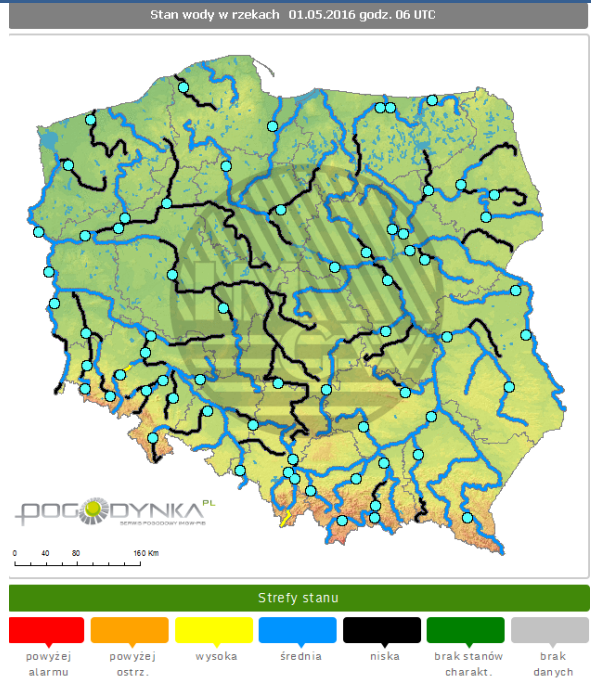 Stan wody w rzekach 01.05.2016 godz. 06 UTC
POGODYNKA.PL
SERWIS POGODOWY IMGW-PIB
0 40 80 160 Km
Strefy stanu
powyżej alarmu
powyżej ostrz.
wysoka
średnia
niska
brak stanów charakt.
brak danych